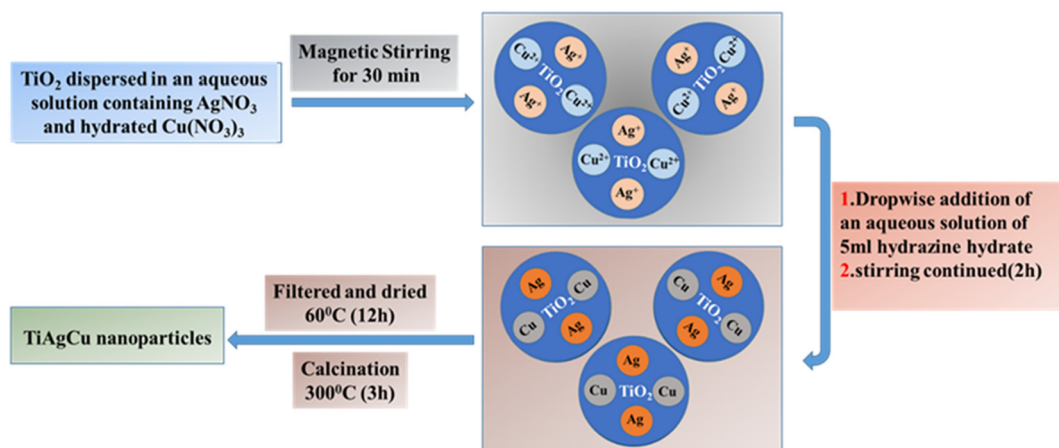 TiO₂ dispersed in an aqueous
solution containing AgNO₃
and hydrated Cu(NO₃)₃
Magnetic Stirring
for 30 min
Cu²⁺
Ag⁺
TiO₂
Ag⁺
Cu²⁺
Ag⁺
Cu²⁺
TiO₂
Cu²⁺
Ag⁺
Ag⁺
Cu²⁺
TiO₂
Cu²⁺
Ag⁺
1.Dropwise addition of
an aqueous solution of
5ml hydrazine hydrate
2.stirring continued(2h)
Ag
Cu
TiO₂
Cu
Ag
Cu
Ag
TiO₂
Ag
Cu
Ag
Cu
TiO₂
Cu
Ag
Filtered and dried
60⁰C (12h)
Calcination
300⁰C (3h)
TiAgCu nanoparticles